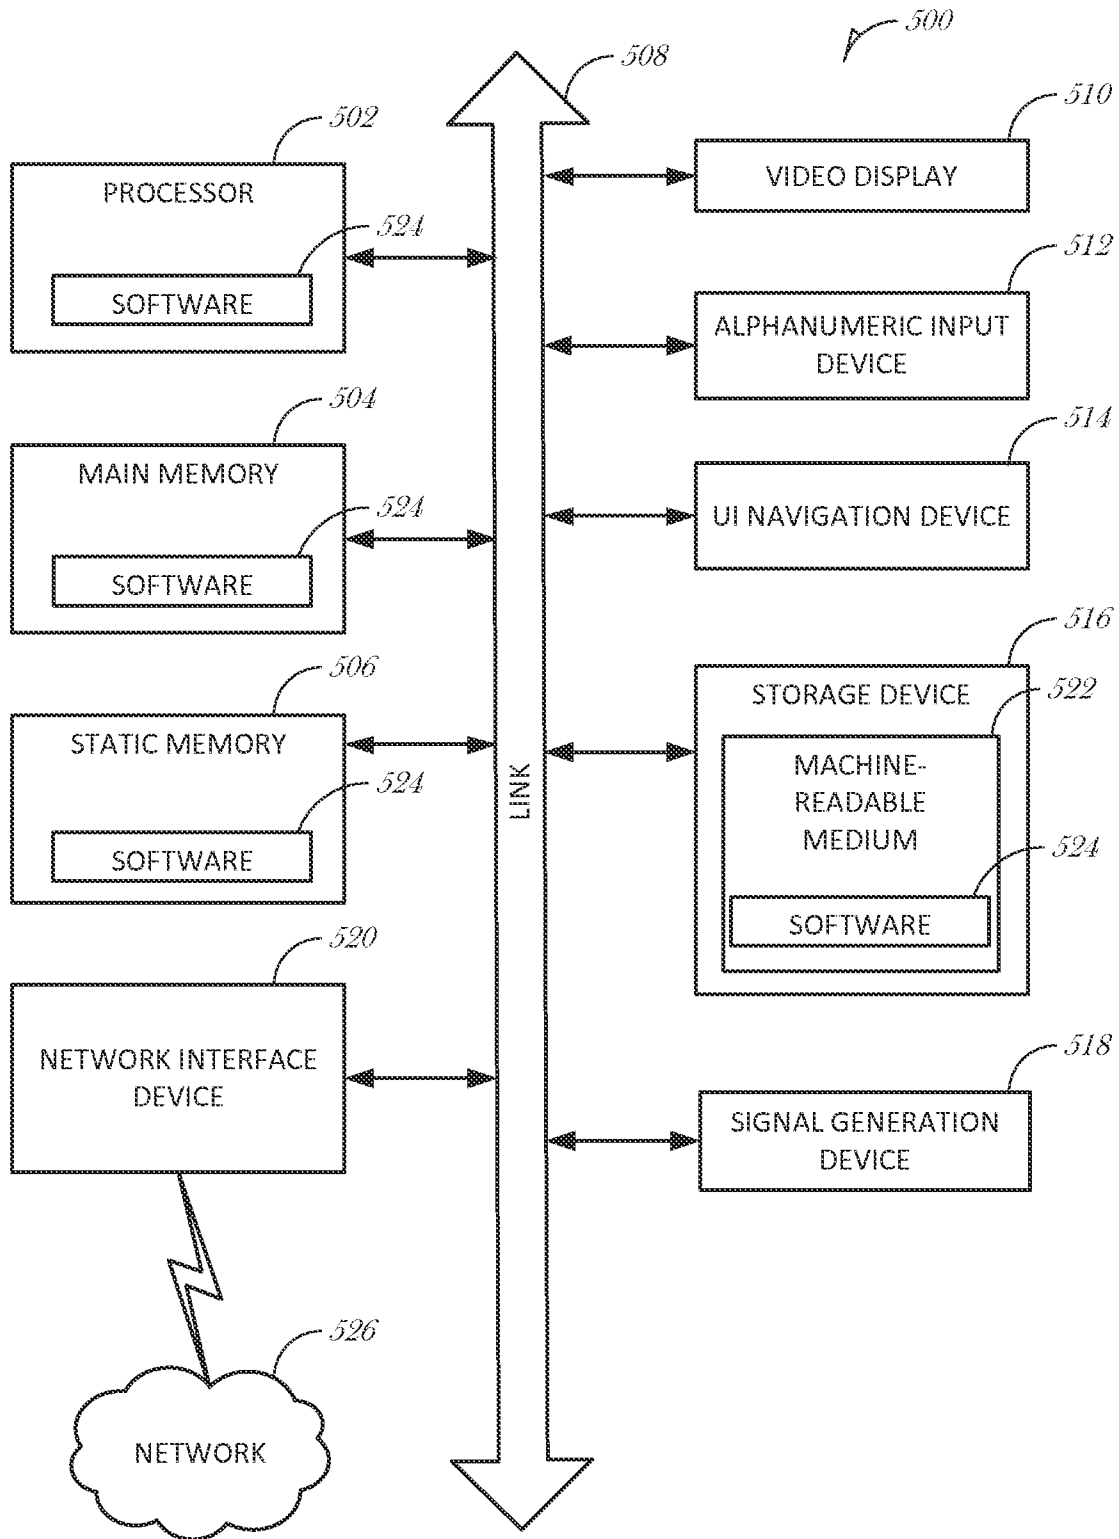 500
508
502
PROCESSOR
524
SOFTWARE
504
MAIN MEMORY
524
SOFTWARE
506
STATIC MEMORY
524
SOFTWARE
520
NETWORK INTERFACE
DEVICE
526
NETWORK
LINK
510
VIDEO DISPLAY
512
ALPHANUMERIC INPUT
DEVICE
514
UI NAVIGATION DEVICE
516
STORAGE DEVICE
522
MACHINE-
READABLE
MEDIUM
524
SOFTWARE
518
SIGNAL GENERATION
DEVICE